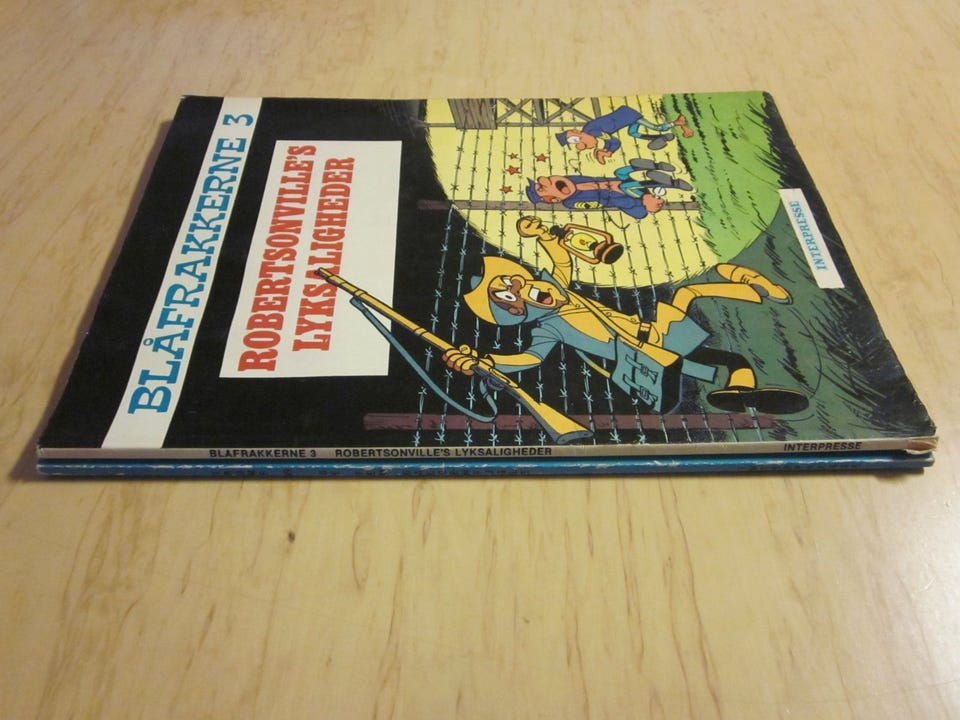 BLÅFRAKKERNE 3
ROBERTSONVILLE'S
LYKSALIGHEDER
INTERPRESSE
BLÅFRAKKERNE 3 ROBERTSONVILLE'S LYKSALIGHEDER INTERPRESSE